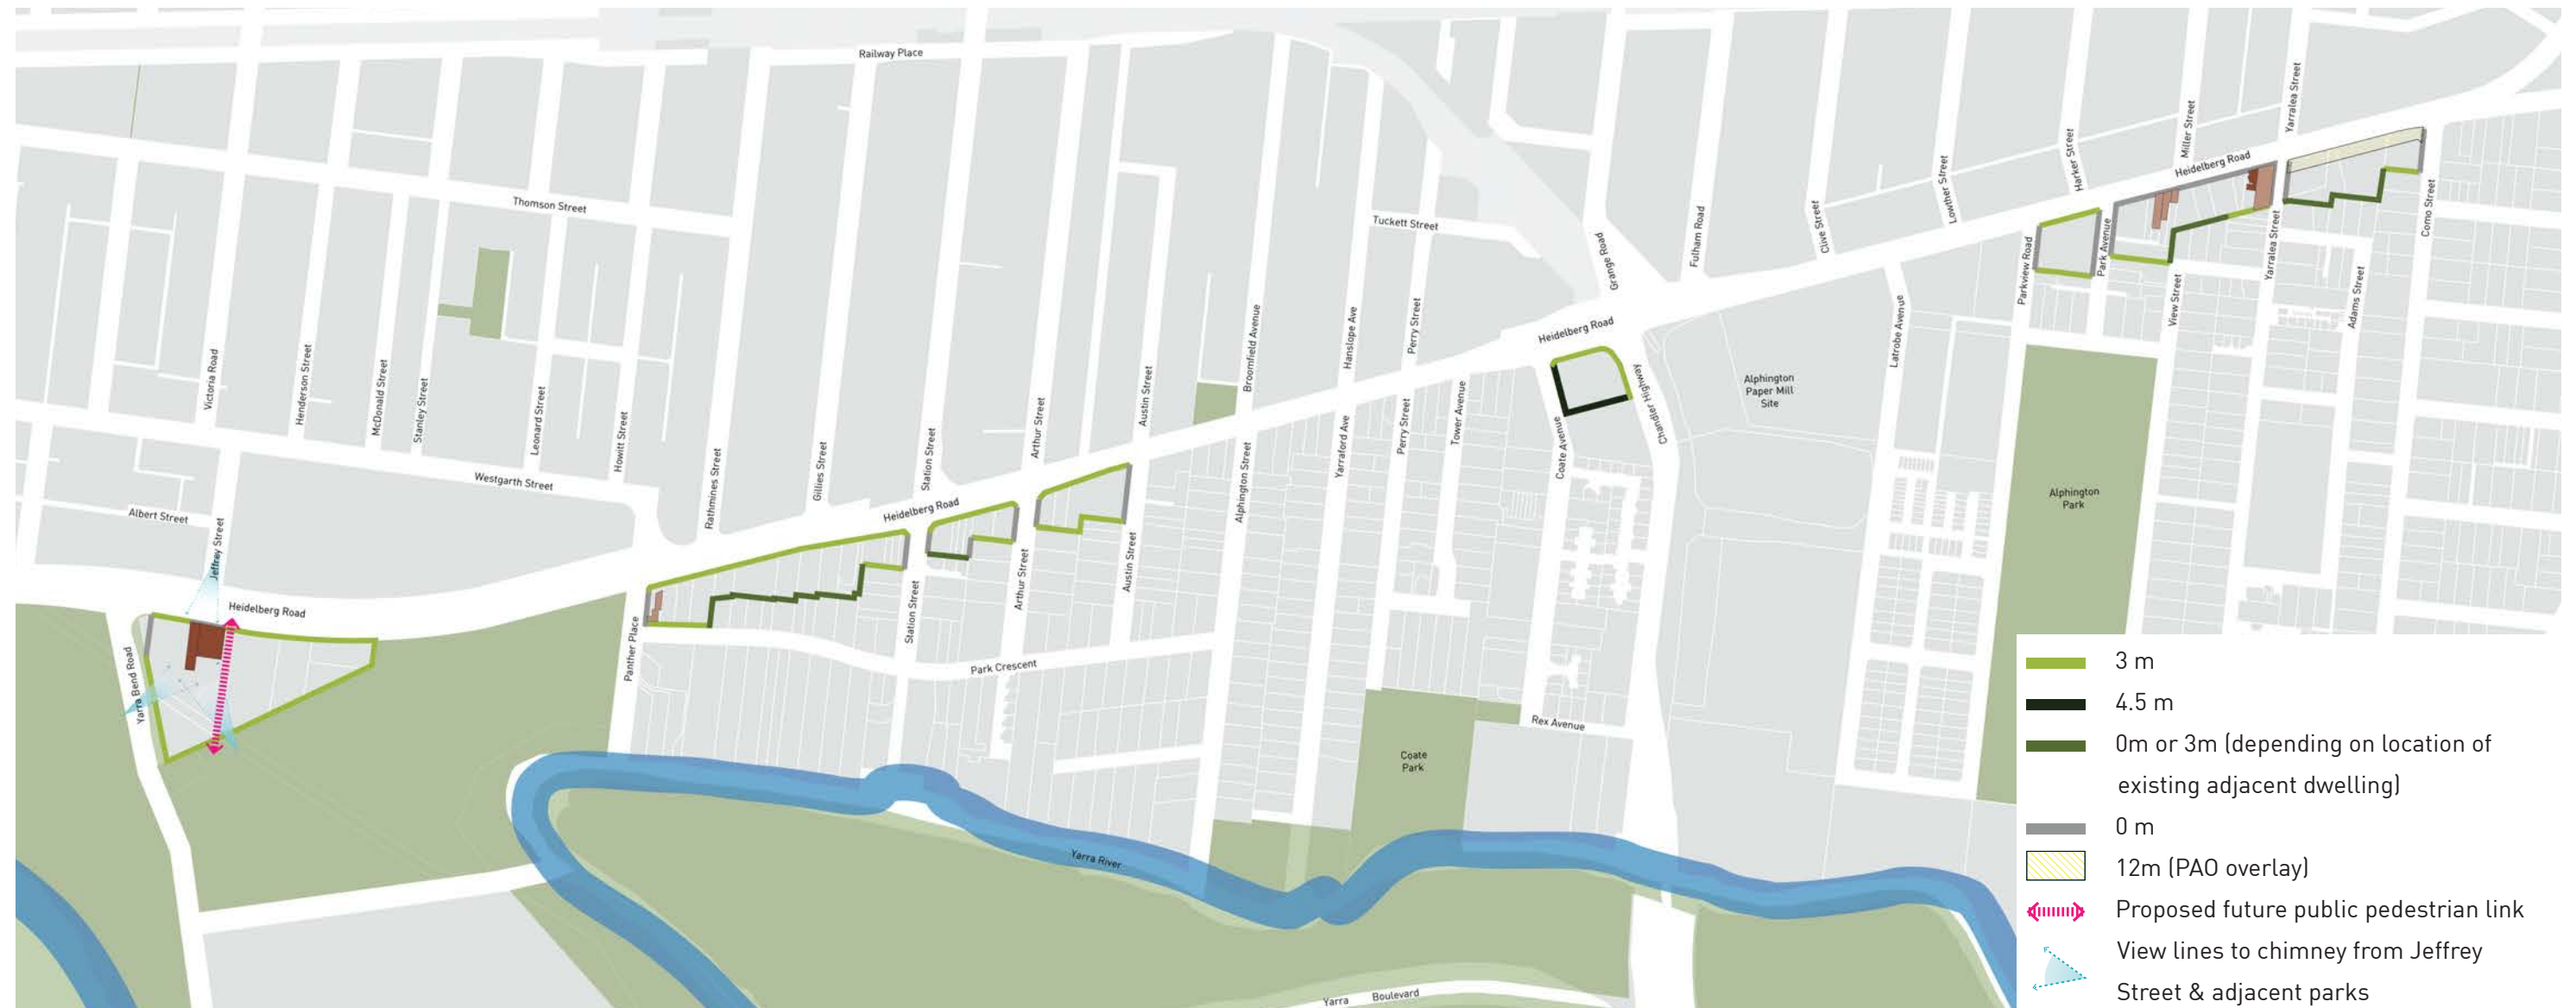 Railway Place
Thomson Street
Tuckett Street
Victoria Road
Henderson Street
McDonald Street
Stanley Street
Leonard Street
Howitt Street
Rathmines Street
Gillies Street
Station Street
Arthur Street
Austin Street
Broomfield Avenue
Hanslope Ave
Perry Street
Grange Road
Fulham Road
Clive Street
Lowther Street
Harker Street
Miller Street
Yarralea Street
Heidelberg Road
Heidelberg Road
Heidelberg Road
Heidelberg Road
Westgarth Street
Albert Street
Jeffrey Street
Yarra Bend Road
Panther Place
Station Street
Arthur Street
Austin Street
Park Crescent
Alphington Street
Yarraford Ave
Perry Street
Tower Avenue
Coate Avenue
Chandler Highway
Alphington
Paper Mill
Site
Latrobe Avenue
Parkview Road
Park Avenue
View Street
Yarralea Street
Adams Street
Como Street
Alphington
Park
Rex Avenue
Coate
Park
Yarra River
Yarra Boulevard
3 m
4.5 m
0m or 3m (depending on location of
existing adjacent dwelling)
0 m
12m (PAO overlay)
Proposed future public pedestrian link
View lines to chimney from Jeffrey
Street & adjacent parks